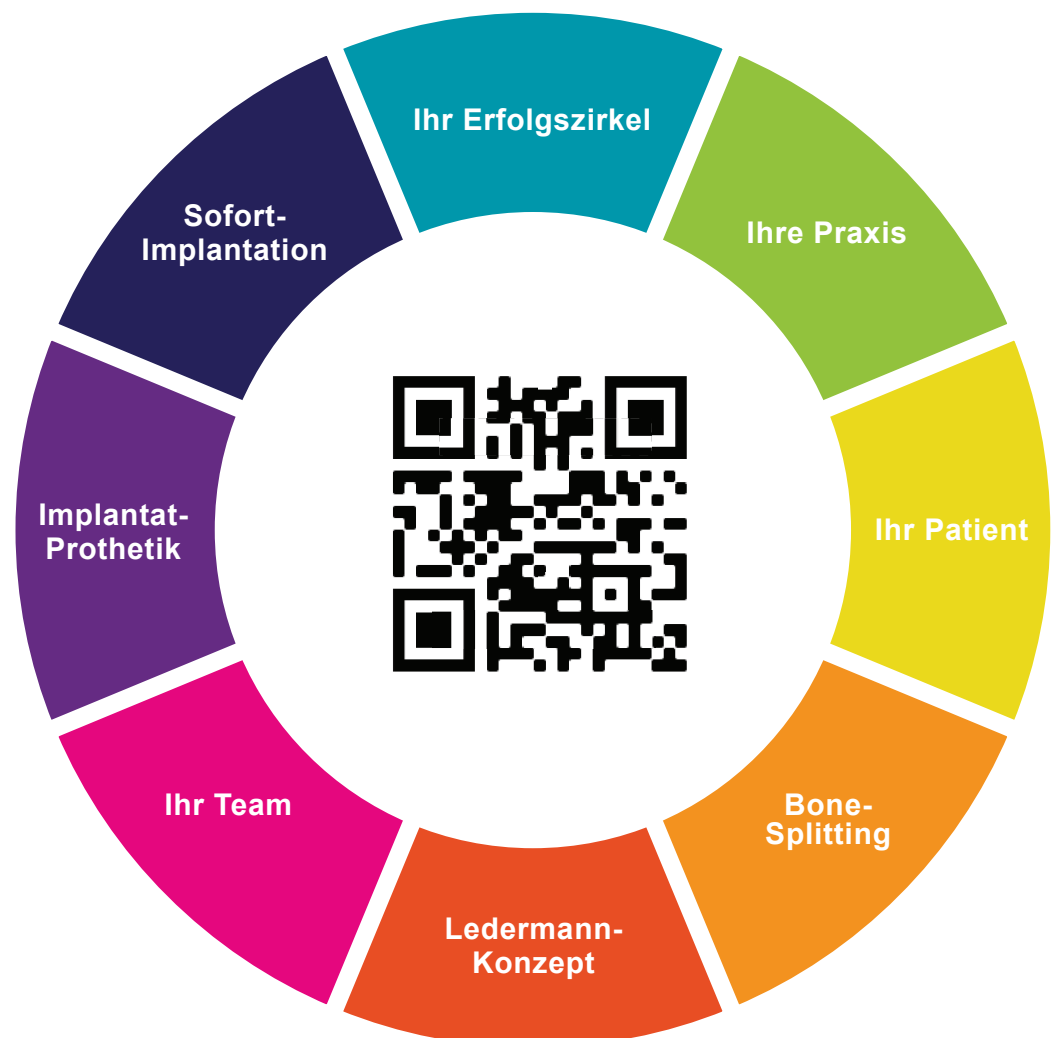 Ihr Erfolgszirkel
Ihre Praxis
Ihr Patient
Bone-
Splitting
Ledermann-
Konzept
Ihr Team
Implantat-
Prothetik
Sofort-
Implantation